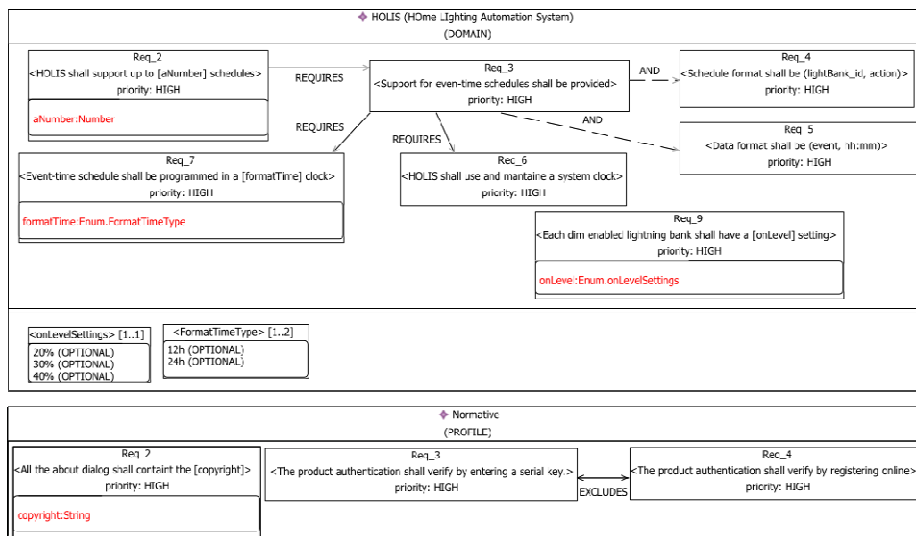 HOLIS (HOme LIghting Automation System)
(DOMAIN)
Req_2
<HOLIS shall support up to [aNumber] schedules>
priority: HIGH
aNumber:Number
REQUIRES
Req_3
<Support for even-time schedules shall be provided>
priority: HIGH
AND
Req_4
<Schedule format shall be (lightBank_id, action)>
priority: HIGH
AND
Req_5
<Data format shall be (event, hh:mm)>
priority: HIGH
REQUIRES
REQUIRES
Req_7
<Event-time schedule shall be programmed in a [formatTime] clock>
priority: HIGH
formatTime:Enum.FormatTimeType
Req_6
<HOLIS shall use and mantaine a system clock>
priority: HIGH
Req_9
<Each dim enabled lightning bank shall have a [onLevel] setting>
priority: HIGH
onLevel:Enum.onLevelSettings
<onLevelSettings> [1..1]
20% (OPTIONAL)
30% (OPTIONAL)
40% (OPTIONAL)
<FormatTimeType> [1..2]
12h (OPTIONAL)
24h (OPTIONAL)
Normative
(PROFILE)
Req_2
<All the about dialog shall containt the [copyright]>
priority: HIGH
copyright:String
Req_3
<The product authentication shall verify by entering a serial key.>
priority: HIGH
EXCLUDES
Req_4
<The product authentication shall verify by registering online>
priority: HIGH